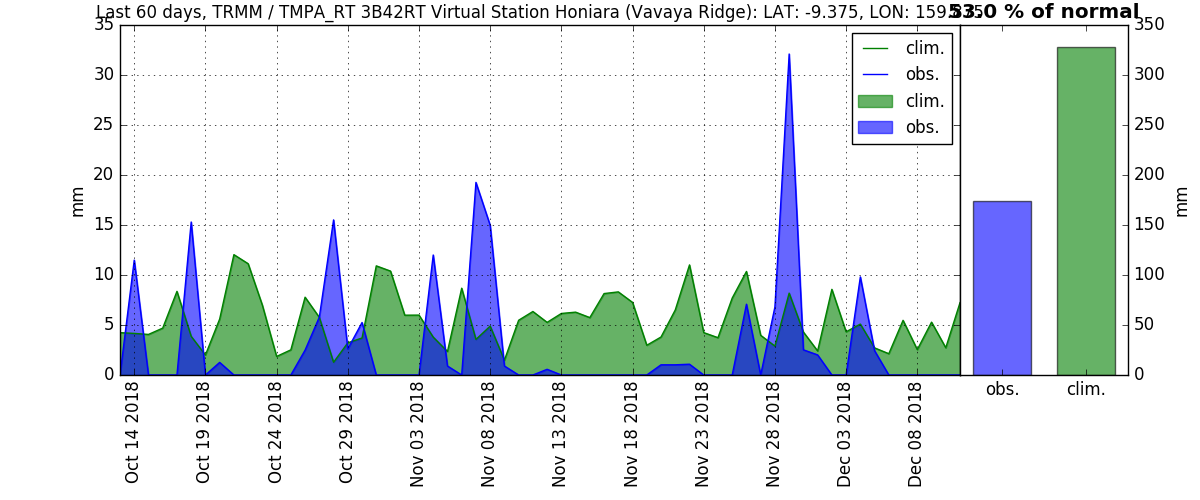 Last 60 days, TRMM / TMPA_RT 3B42RT Virtual Station Honiara (Vavaya Ridge): LAT: -9.375, LON:
53.0 % of normal
35
30
25
20
15
10
5
0
mm
clim.
obs.
clim.
obs.
350
300
250
200
150
100
50
0
mm
obs.
clim.
Oct 14 2018
Oct 19 2018
Oct 24 2018
Oct 29 2018
Nov 03 2018
Nov 08 2018
Nov 13 2018
Nov 18 2018
Nov 23 2018
Nov 28 2018
Dec 03 2018
Dec 08 2018